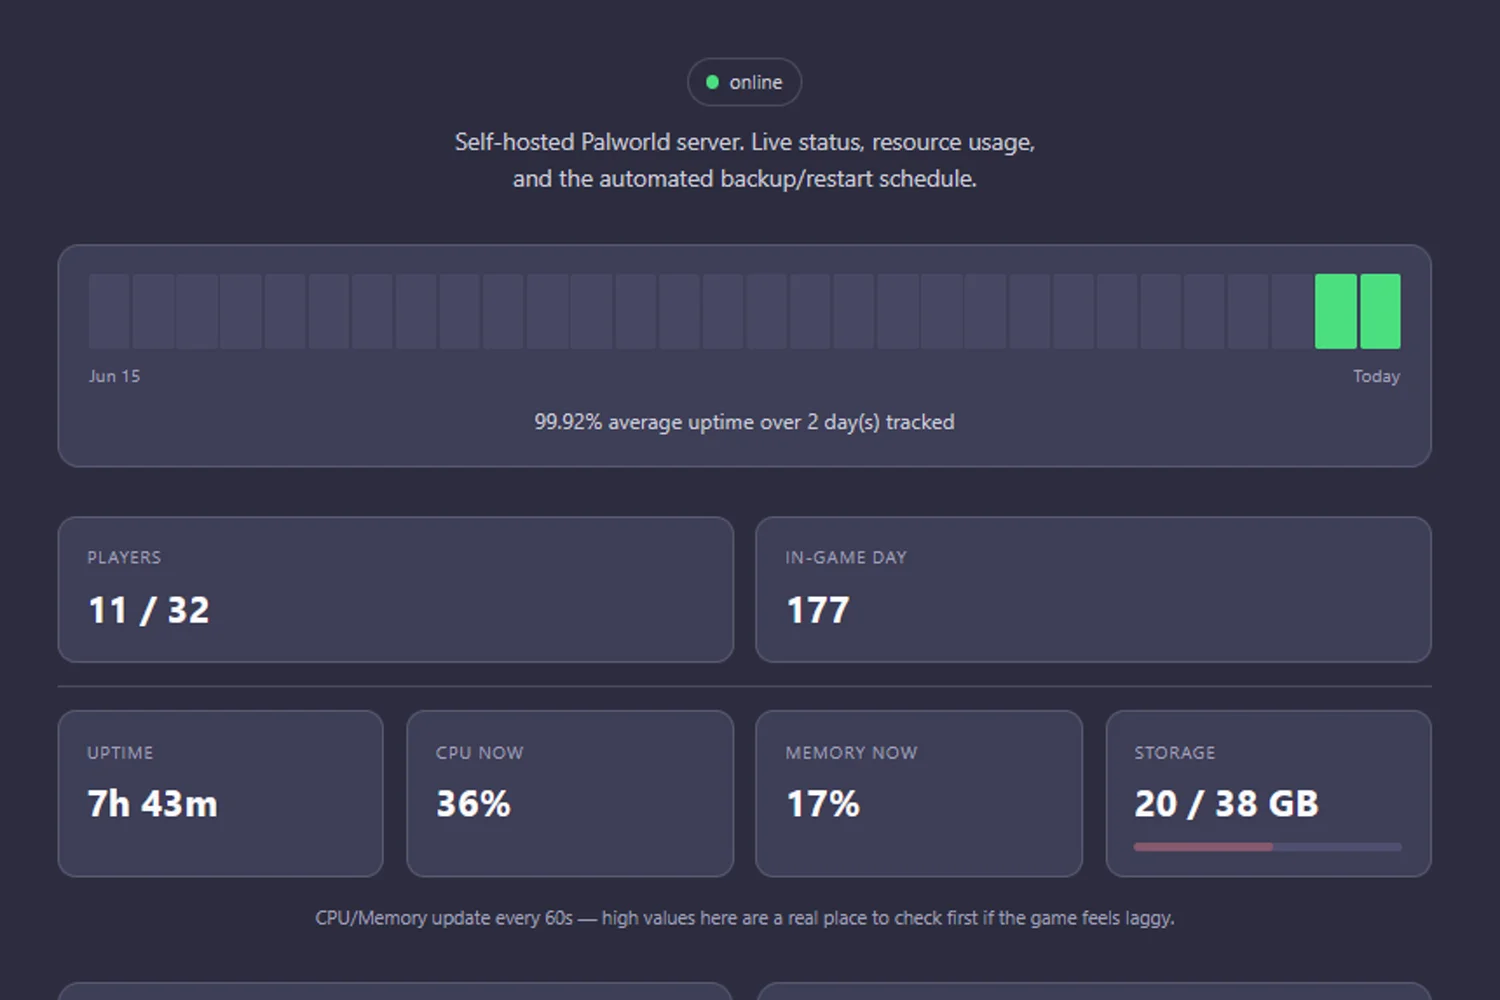 online
Self-hosted Palworld server. Live status, resource usage,
and the automated backup/restart schedule.
Jun 15
Today
99.92% average uptime over 2 day(s) tracked
PLAYERS
11 / 32
IN-GAME DAY
177
UPTIME
7h 43m
CPU NOW
36%
MEMORY NOW
17%
STORAGE
20 / 38 GB
CPU/Memory update every 60s — high values here are a real place to check first if the game feels laggy.